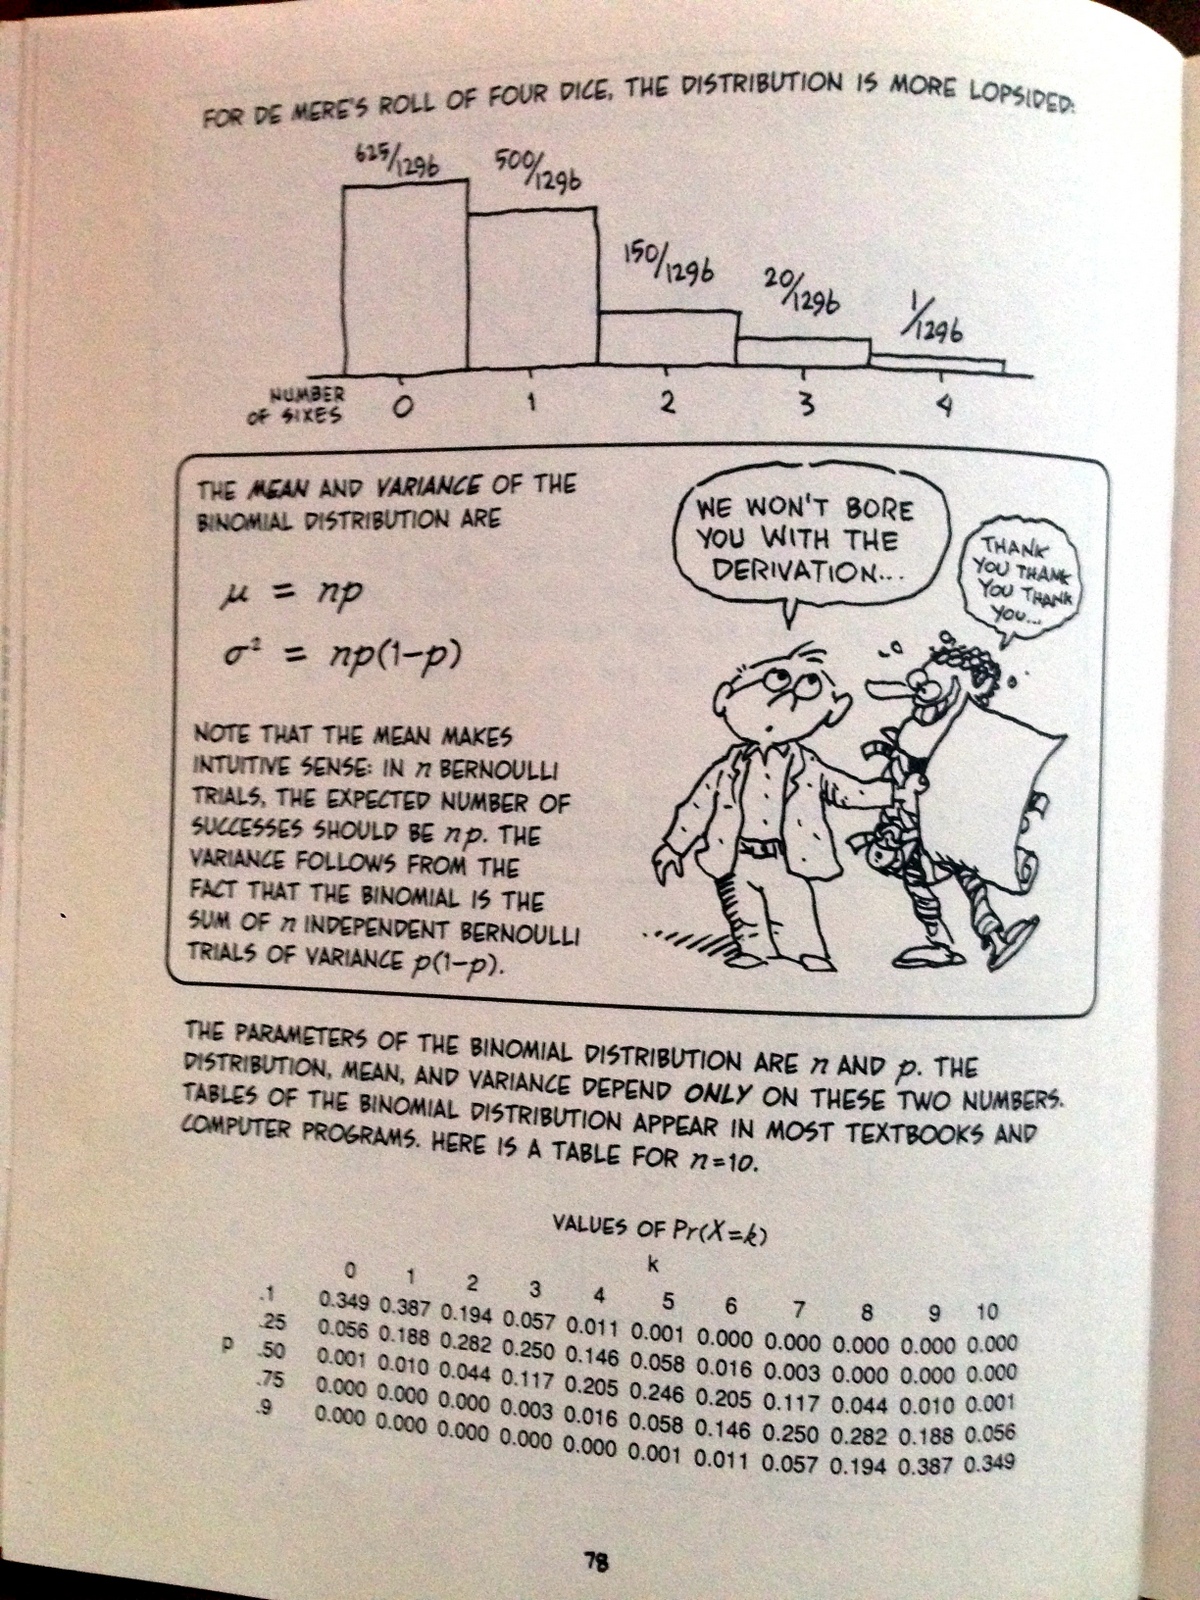 FOR DE MERE'S ROLL OF FOUR DICE, THE DISTRIBUTION IS MORE LOPSIDED:
625/1296
500/1296
150/1296
20/1296
1/1296
NUMBER
OF SIXES
0 1 2 3 4
THE MEAN AND VARIANCE OF THE
BINOMIAL DISTRIBUTION ARE
μ = np
σ² = np(1-p)
NOTE THAT THE MEAN MAKES
INTUITIVE SENSE: IN n BERNOULLI
TRIALS, THE EXPECTED NUMBER OF
SUCCESSES SHOULD BE np. THE
VARIANCE FOLLOWS FROM THE
FACT THAT THE BINOMIAL IS THE
SUM OF n INDEPENDENT BERNOULLI
TRIALS OF VARIANCE p(1-p).
WE WON'T BORE
YOU WITH THE
DERIVATION...
THANK
YOU THANK
YOU THANK
YOU...
THE PARAMETERS OF THE BINOMIAL DISTRIBUTION ARE n AND p. THE
DISTRIBUTION, MEAN, AND VARIANCE DEPEND ONLY ON THESE TWO NUMBERS.
TABLES OF THE BINOMIAL DISTRIBUTION APPEAR IN MOST TEXTBOOKS AND
COMPUTER PROGRAMS. HERE IS A TABLE FOR n=10.
VALUES OF Pr(X=k)
k
0 1 2 3 4 5 6 7 8 9 10
.1 0.349 0.387 0.194 0.057 0.011 0.001 0.000 0.000 0.000 0.000 0.000
.25 0.056 0.188 0.282 0.250 0.146 0.058 0.016 0.003 0.000 0.000 0.000
p .50 0.001 0.010 0.044 0.117 0.205 0.246 0.205 0.117 0.044 0.010 0.001
.75 0.000 0.000 0.000 0.003 0.016 0.058 0.146 0.250 0.282 0.188 0.056
.9 0.000 0.000 0.000 0.000 0.000 0.001 0.011 0.057 0.194 0.387 0.349
78